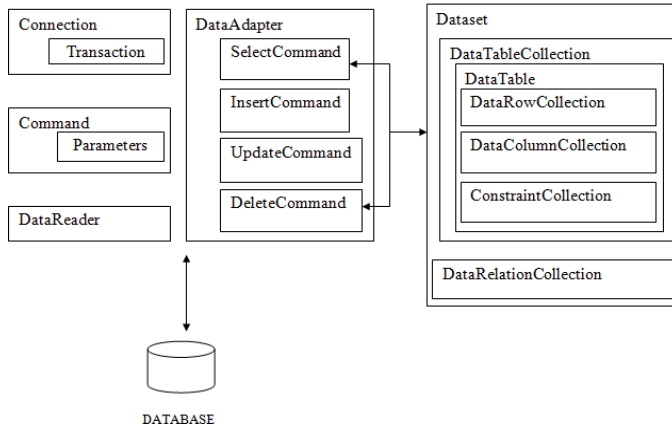 Connection
Transaction
Command
Parameters
DataReader
DataAdapter
SelectCommand
InsertCommand
UpdateCommand
DeleteCommand
Dataset
DataTableCollection
DataTable
DataRowCollection
DataColumnCollection
ConstraintCollection
DataRelationCollection
DATABASE